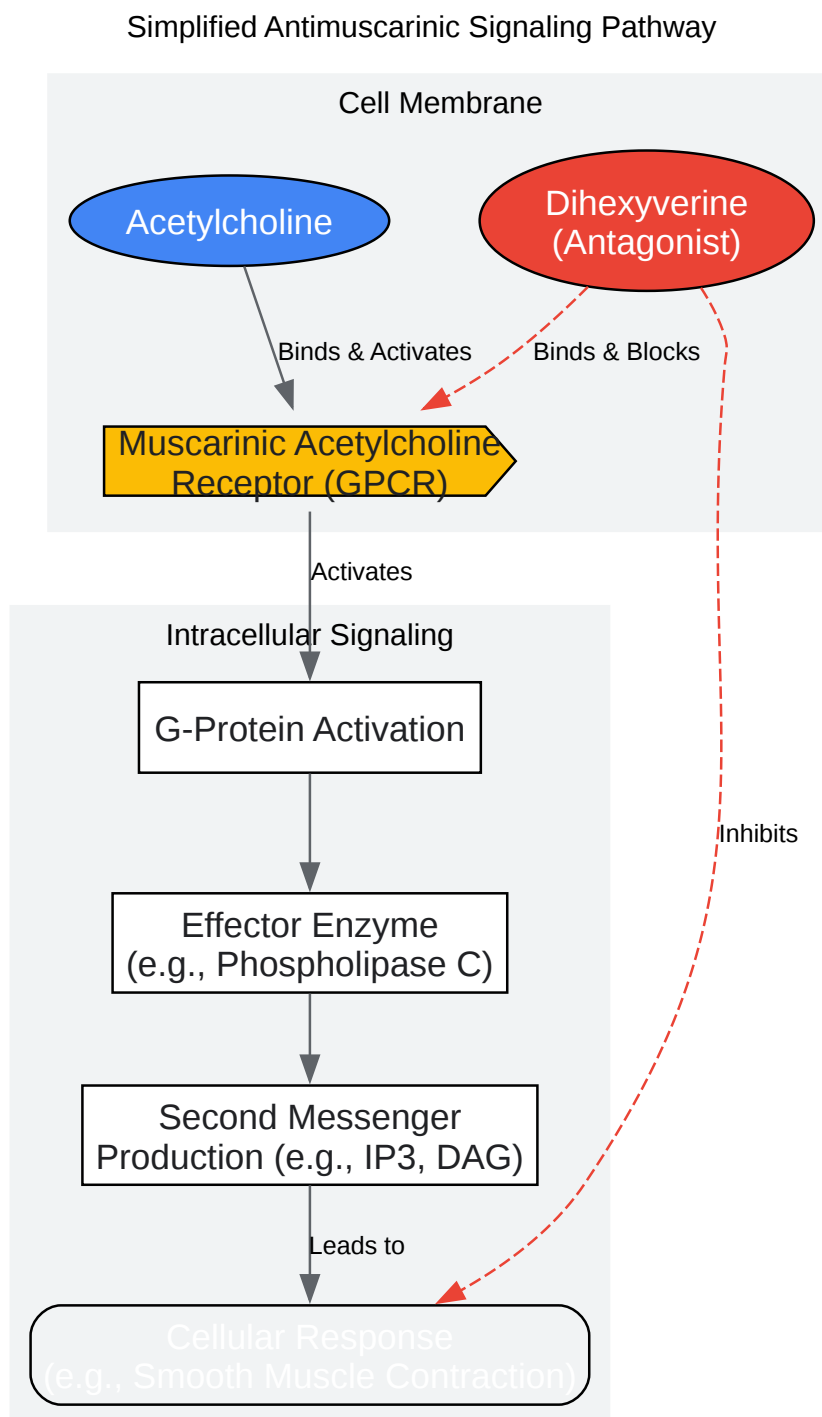 Simplified Antimuscarinic Signaling Pathway
Cell Membrane
Acetylcholine
Dihexyverine
(Antagonist)
Binds & Activates
Binds & Blocks
Muscarinic Acetylcholine
Receptor (GPCR)
Activates
Intracellular Signaling
G-Protein Activation
Inhibits
Effector Enzyme
(e.g., Phospholipase C)
Second Messenger
Production (e.g., IP3, DAG)
Leads to
Cellular Response
(e.g., Smooth Muscle Contraction)